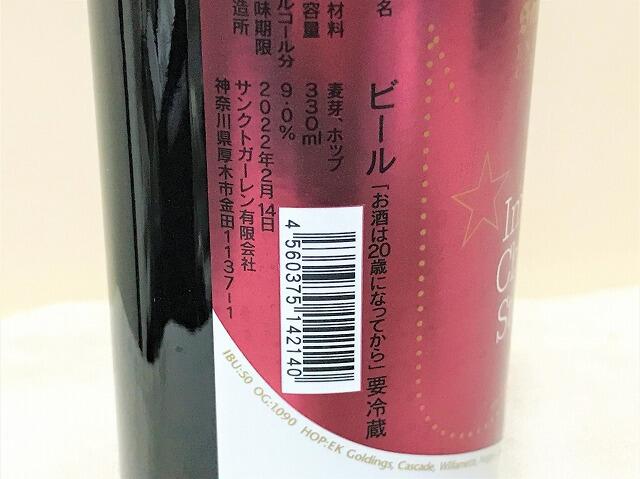 名
ビール「お酒は20歳になってから」要冷蔵
材料
麦芽、ホップ
容量
330ml
ルコール分
9.0%
味期限
2022年2月14日
造所
サンクトガーレン有限会社
神奈川県厚木市金田1137-1
4 560375 142140
IBU:50 OG:1.090 HOP:EK Goldings, Cascade, Willamette,